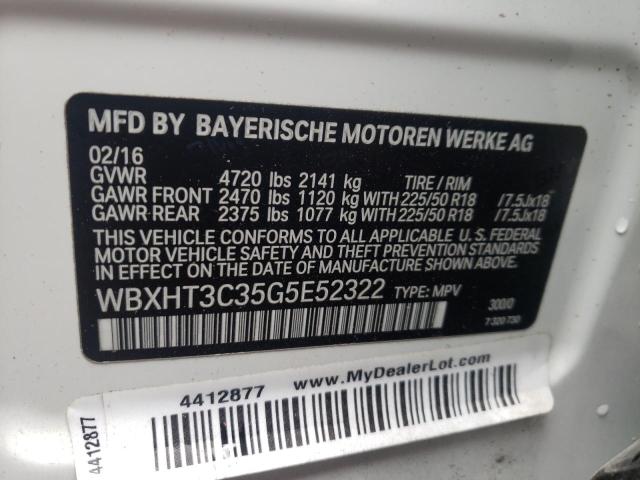 MFD BY BAYERISCHE MOTOREN WERKE AG
02/16
GVWR 4720 lbs 2141 kg TIRE / RIM
GAWR FRONT 2470 lbs 1120 kg WITH 225/50 R18 /7.5Jx18
GAWR REAR 2375 lbs 1077 kg WITH 225/50 R18 /7.5Jx18
THIS VEHICLE CONFORMS TO ALL APPLICABLE U.S. FEDERAL
MOTOR VEHICLE SAFETY AND THEFT PREVENTION STANDARDS
IN EFFECT ON THE DATE OF MANUFACTURE SHOWN ABOVE.
WBXHT3C35G5E52322 TYPE: MPV
300/0
7 320 730
4412877 www.MyDealerLot.com
4412877